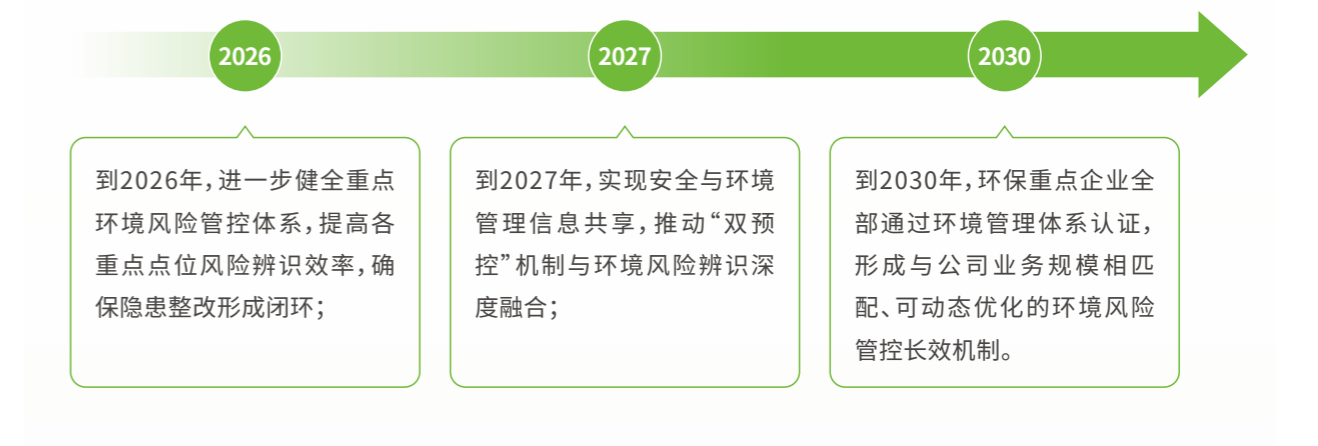 2026
2027
2030
到2026年，进一步健全重点
环境风险管控体系，提高各
重点点位风险辨识效率，确
保隐患整改形成闭环；
到2027年，实现安全与环境
管理信息共享，推动“双预
控”机制与环境风险辨识深
度融合；
到2030年，环保重点企业全
部通过环境管理体系认证，
形成与公司业务规模相匹
配、可动态优化的环境风险
管控长效机制。